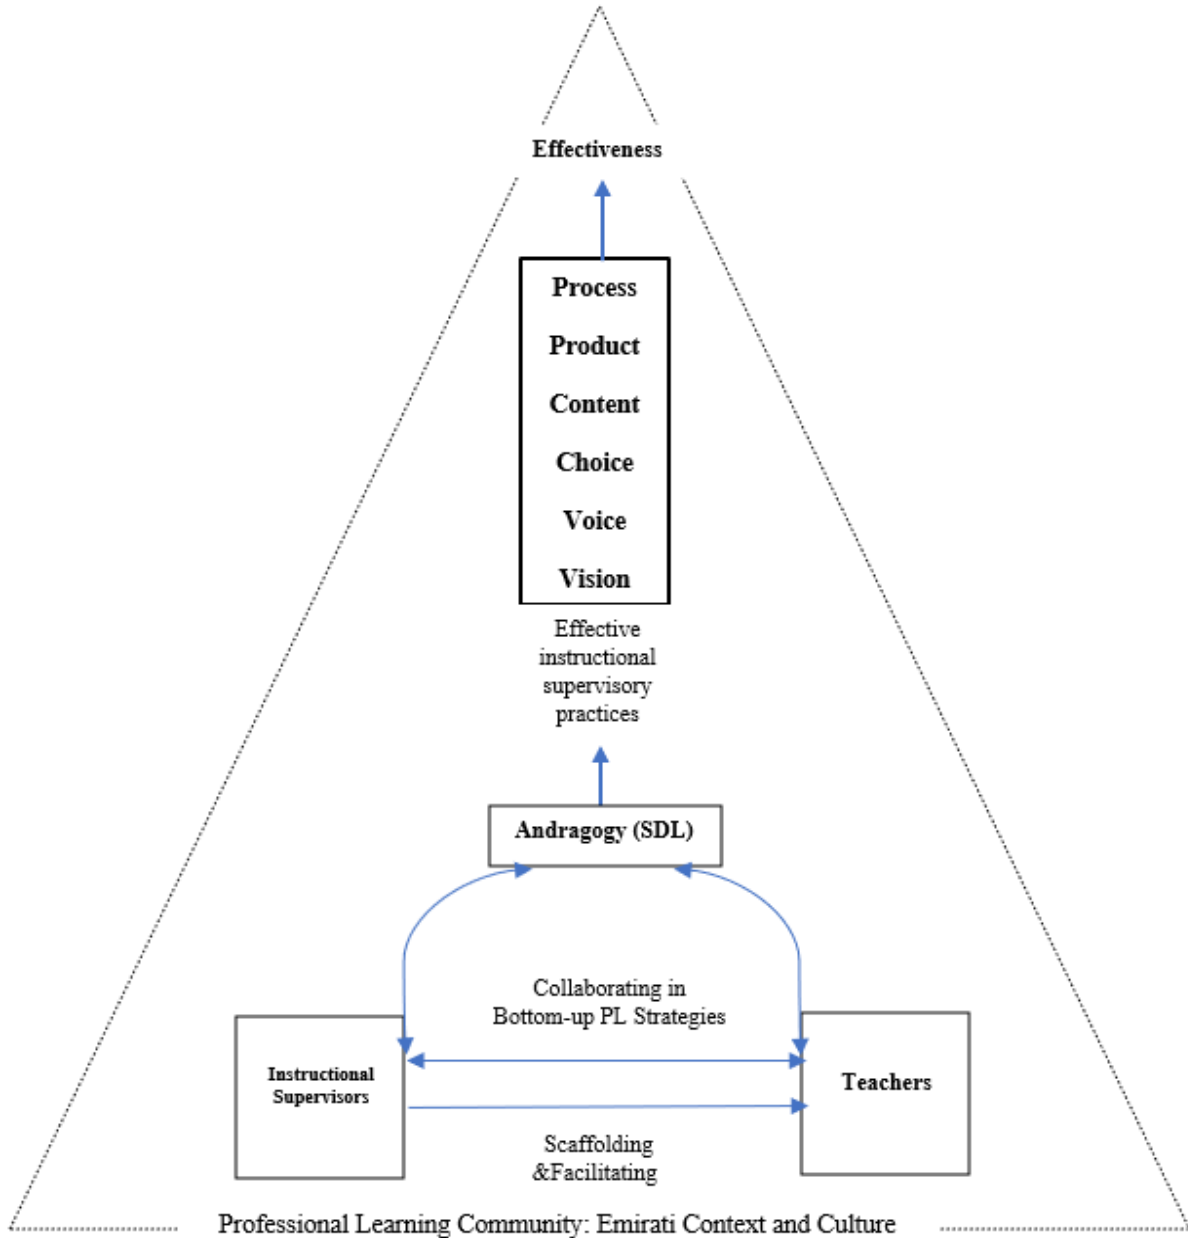 Effectiveness
Process
Product
Content
Choice
Voice
Vision
Effective
instructional
supervisory
practices
Andragogy (SDL)
Collaborating in
Bottom-up PL Strategies
Instructional
Supervisors
Teachers
Scaffolding
&Facilitating
Professional Learning Community: Emirati Context and Culture